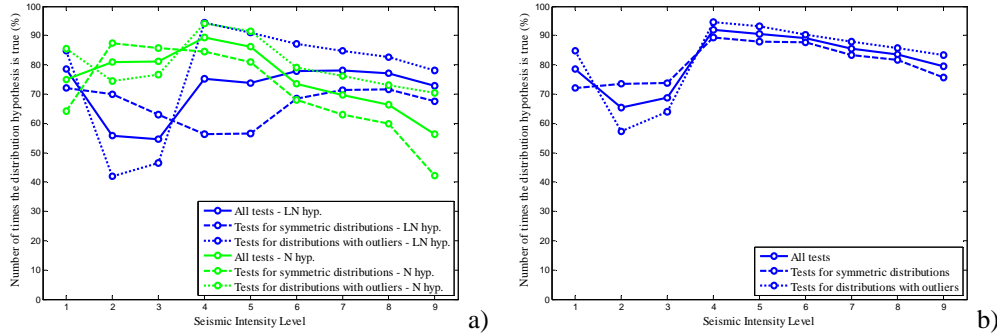 Number of times the distribution hypothesis is true (%)
100
90
80
70
60
50
40
30
20
10
0
All tests - LN hyp.
Tests for symmetric distributions - LN hyp.
Tests for distributions with outliers - LN hyp.
All tests - N hyp.
Tests for symmetric distributions - N hyp.
Tests for distributions with outliers - N hyp.
1 2 3 4 5 6 7 8 9
Seismic Intensity Level
a)
Number of times the distribution hypothesis is true (%)
100
90
80
70
60
50
40
30
20
10
0
All tests
Tests for symmetric distributions
Tests for distributions with outliers
1 2 3 4 5 6 7 8 9
Seismic Intensity Level
b)